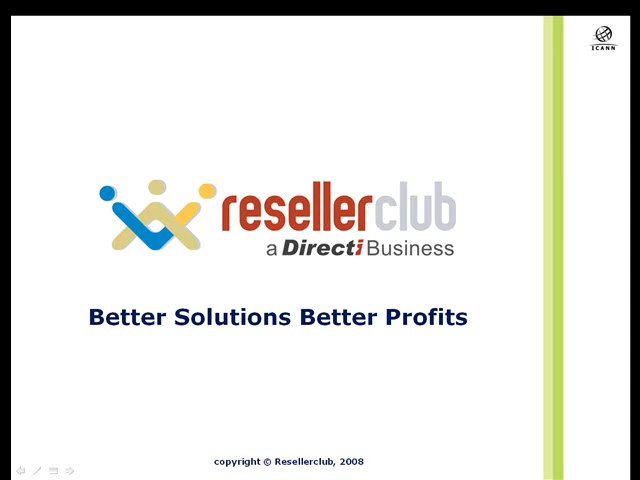 ICANN
resellerclub
a Directi Business
Better Solutions Better Profits
copyright © Resellerclub, 2008